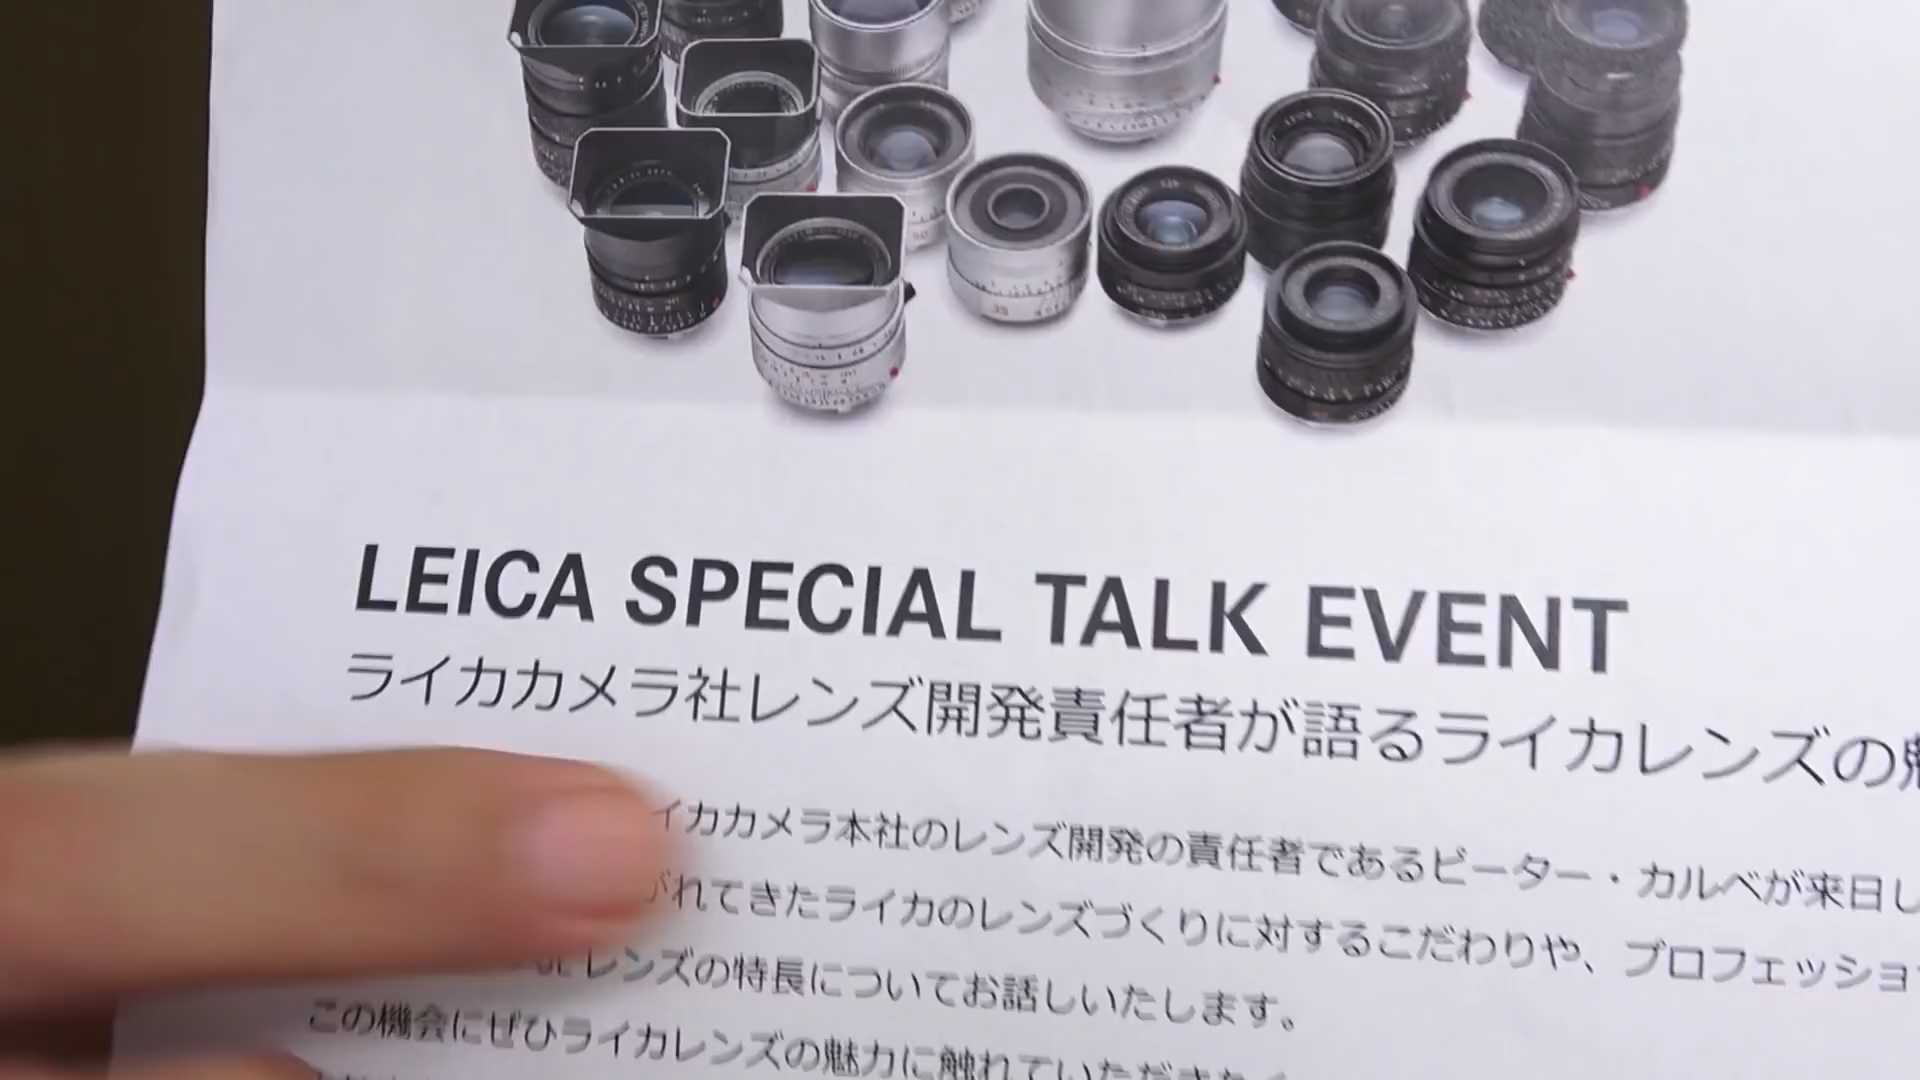 LEICA SPECIAL TALK EVENT
ライカカメラ社レンズ開発責任者が語るライカレンズの
イカカメラ本社のレンズ開発の責任者であるピーター・カルベが来日し
がれてきたライカのレンズづくりに対するこだわりや、プロフェッショ
レンズの特長についてお話しいたします。
この機会にぜひライカレンズの魅力に触れていただきたく